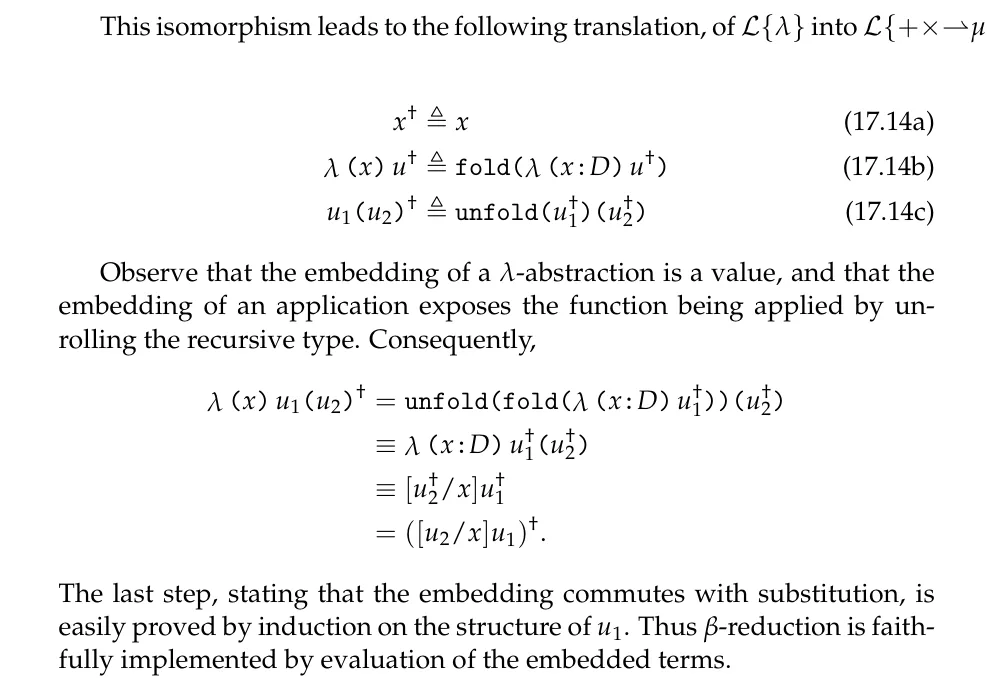 This isomorphism leads to the following translation, of ℒ{λ} into ℒ{+×⇀μ
x† ≜ x (17.14a)
λ (x) u† ≜ fold(λ (x:D) u†) (17.14b)
u₁(u₂)† ≜ unfold(u₁†)(u₂†) (17.14c)
Observe that the embedding of a λ-abstraction is a value, and that the
embedding of an application exposes the function being applied by un-
rolling the recursive type. Consequently,
λ (x) u₁(u₂)† = unfold(fold(λ (x:D) u₁†))(u₂†)
≡ λ (x:D) u₁†(u₂†)
≡ [u₂†/x]u₁†
= ([u₂/x]u₁)†.
The last step, stating that the embedding commutes with substitution, is
easily proved by induction on the structure of u₁. Thus β-reduction is faith-
fully implemented by evaluation of the embedded terms.